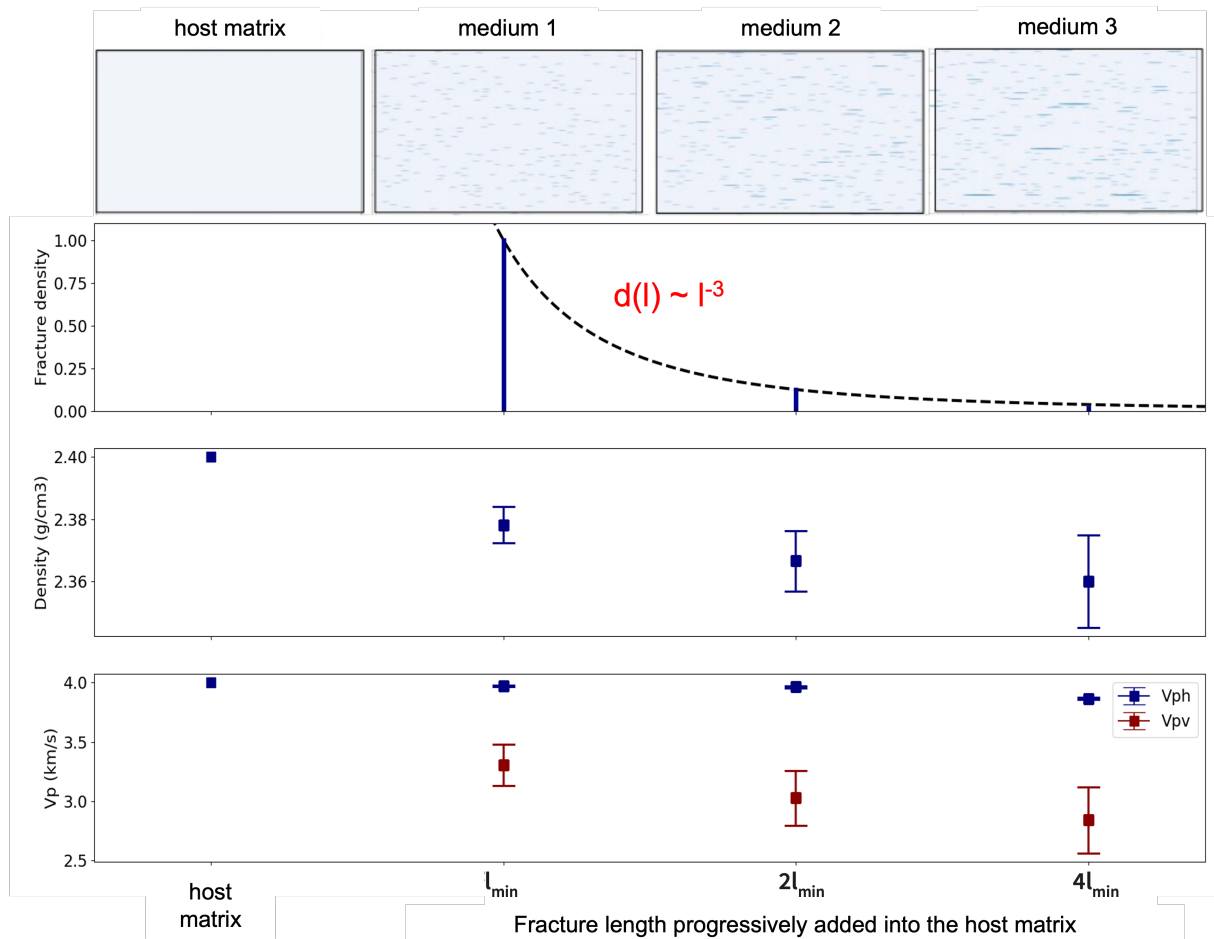 host matrix
medium 1
medium 2
medium 3
Fracture density
1.00
0.75
0.50
0.25
0.00
d(l) ~ l⁻³
Density (g/cm3)
2.40
2.38
2.36
Vp (km/s)
4.0
3.5
3.0
2.5
Vph
Vpv
host
matrix
lₘᵢₙ
2lₘᵢₙ
4lₘᵢₙ
Fracture length progressively added into the host matrix